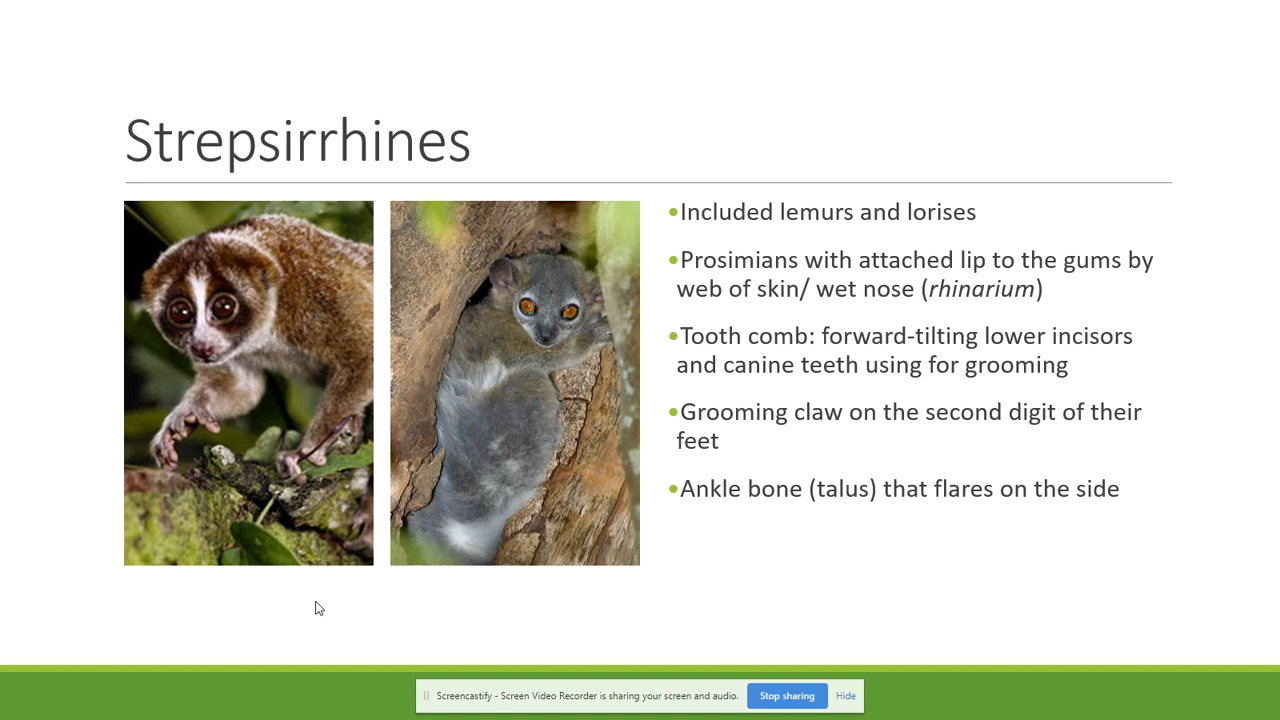 Strepsirrhines
•Included lemurs and lorises
•Prosimians with attached lip to the gums by
web of skin/ wet nose (rhinarium)
•Tooth comb: forward-tilting lower incisors
and canine teeth using for grooming
•Grooming claw on the second digit of their
feet
•Ankle bone (talus) that flares on the side
Screencastify - Screen Video Recorder is sharing your screen and audio. Stop sharing Hide